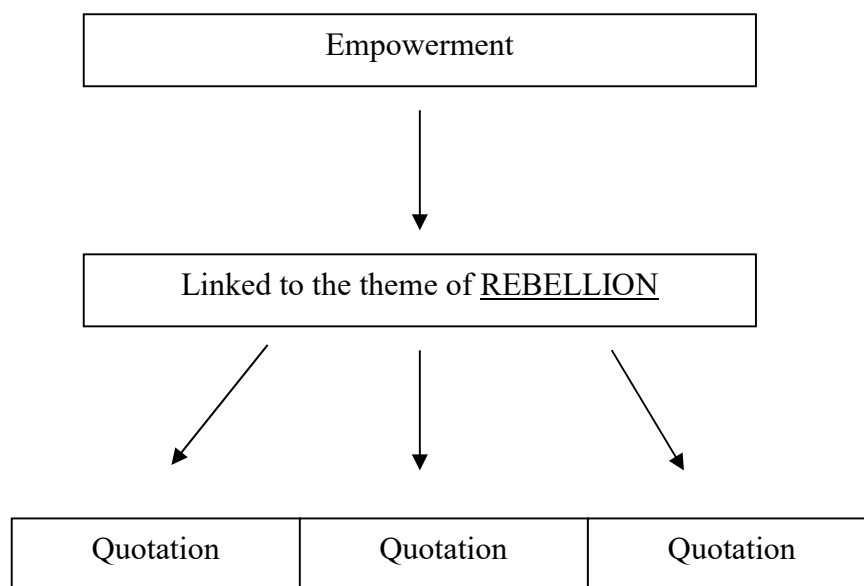 Empowerment
Linked to the theme of REBELLION
Quotation Quotation Quotation